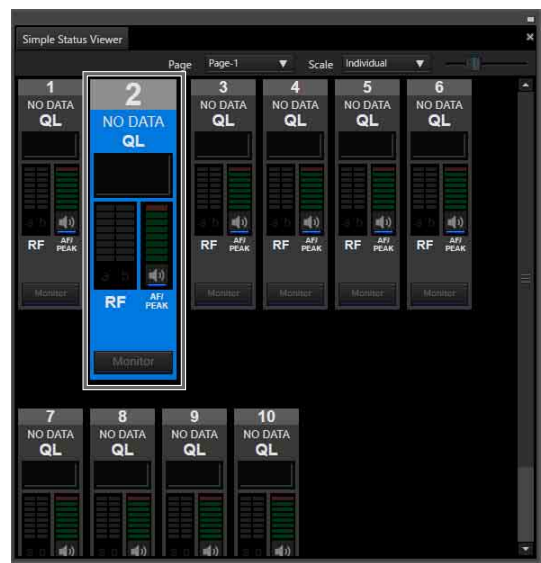 Simple Status Viewer
Page Page-1 Scale Individual
1 2 3 4 5 6
NO DATA NO DATA NO DATA NO DATA NO DATA NO DATA
QL QL QL QL QL QL
RF AF/PEAK RF AF/PEAK RF AF/PEAK RF AF/PEAK RF AF/PEAK RF AF/PEAK
Monitor Monitor Monitor Monitor Monitor Monitor
7 8 9 10
NO DATA NO DATA NO DATA NO DATA
QL QL QL QL